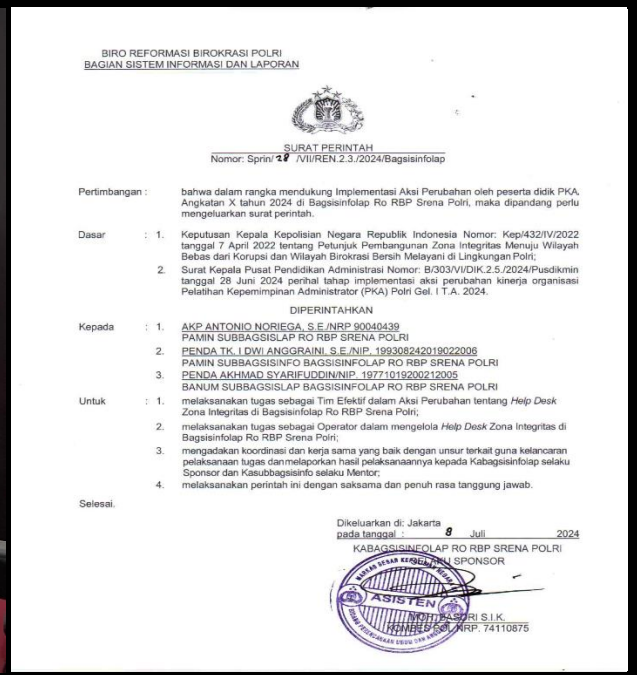 BIRO REFORMASI BIROKRASI POLRI
BAGIAN SISTEM INFORMASI DAN LAPORAN
SURAT PERINTAH
Nomor: Sprin/ 28 /VII/REN.2.3./2024/Bagsisinfolap
Pertimbangan : bahwa dalam rangka mendukung Implementasi Aksi Perubahan oleh peserta didik PKA
Angkatan X tahun 2024 di Bagsisinfolap Ro RBP Srena Polri, maka dipandang perlu
mengeluarkan surat perintah.
Dasar : 1. Keputusan Kepala Kepolisian Negara Republik Indonesia Nomor: Kep/432/IV/2022
tanggal 7 April 2022 tentang Petunjuk Pembangunan Zona Integritas Menuju Wilayah
Bebas dari Korupsi dan Wilayah Birokrasi Bersih Melayani di Lingkungan Polri;
2. Surat Kepala Pusat Pendidikan Administrasi Nomor: B/303/VI/DIK.2.5./2024/Pusdikmin
tanggal 28 Juni 2024 perihal tahap implementasi aksi perubahan kinerja organisasi
Pelatihan Kepemimpinan Administrator (PKA) Polri Gel. I T.A. 2024.
DIPERINTAHKAN
Kepada : 1. AKP ANTONIO NORIEGA, S.E./NRP 90040439
PAMIN SUBBAGSISLAP RO RBP SRENA POLRI
2. PENDA TK. I DWI ANGGRAINI, S.E./NIP. 199308242019022006
PAMIN SUBBAGSISINFO BAGSISINFOLAP RO RBP SRENA POLRI
3. PENDA AKHMAD SYARIFUDDIN/NIP. 19771019200212005
BANUM SUBBAGSISLAP BAGSISINFOLAP RO RBP SRENA POLRI
Untuk : 1. melaksanakan tugas sebagai Tim Efektif dalam Aksi Perubahan tentang Help Desk
Zona Integritas di Bagsisinfolap Ro RBP Srena Polri;
2. melaksanakan tugas sebagai Operator dalam mengelola Help Desk Zona Integritas di
Bagsisinfolap Ro RBP Srena Polri;
3. mengadakan koordinasi dan kerja sama yang baik dengan unsur terkait guna kelancaran
pelaksanaan tugas danmelaporkan hasil pelaksanaannya kepada Kabagsisinfolap selaku
Sponsor dan Kasubbagsisinfo selaku Mentor;
4. melaksanakan perintah ini dengan saksama dan penuh rasa tanggung jawab.
Selesai.
Dikeluarkan di: Jakarta
pada tanggal : 8 Juli 2024
KABAGSISINFOLAP RO RBP SRENA POLRI
SELAKU SPONSOR
ASISTEN
MOH. BASORI S.I.K.
KOMBES POL NRP. 74110875